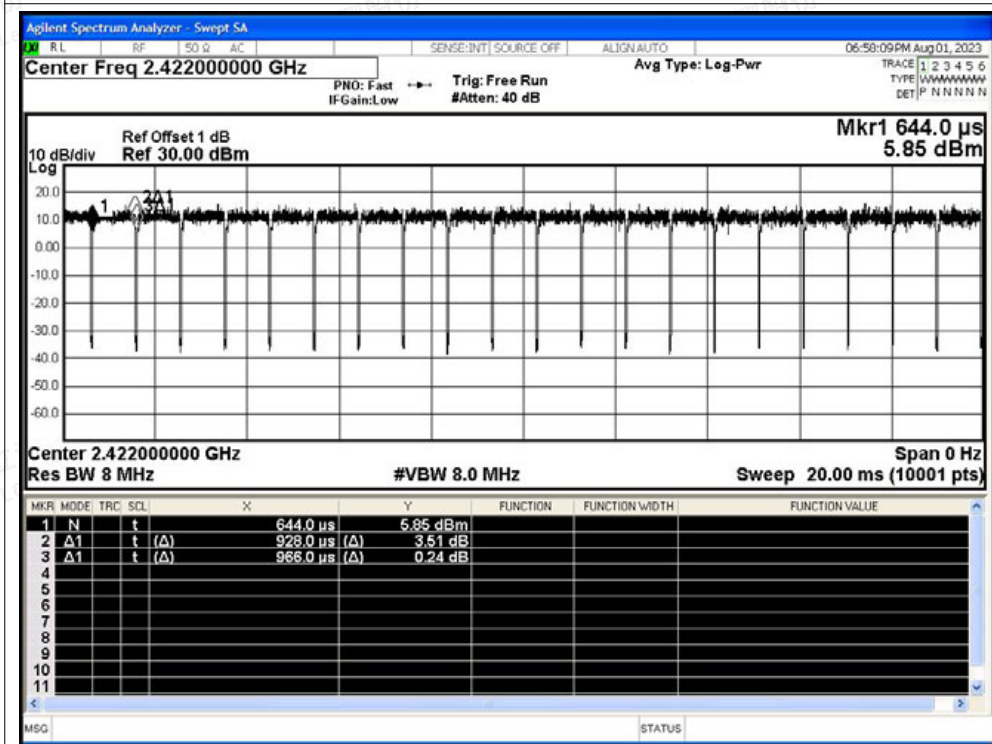 Agilent Spectrum Analyzer - Swept SA
RL RF 50 Ω AC SENSE:INT SOURCE OFF ALIGN AUTO 06:58:09 PM Aug 01, 2023
Center Freq 2.422000000 GHz Avg Type: Log-Pwr TRACE 1 2 3 4 5 6
PNO: Fast Trig: Free Run TYPE WWWWWW
IFGain:Low #Atten: 40 dB DET P N N N N N
Mkr1 644.0 µs
Ref Offset 1 dB
10 dB/div Ref 30.00 dBm 5.85 dBm
Log
20.0
10.0
0.00
-10.0
-20.0
-30.0
-40.0
-50.0
-60.0
1 2Δ1
3Δ1
Center 2.422000000 GHz Span 0 Hz
Res BW 8 MHz #VBW 8.0 MHz Sweep 20.00 ms (10001 pts)
MKR MODE TRC SCL X Y FUNCTION FUNCTION WIDTH FUNCTION VALUE
1 N t 644.0 µs 5.85 dBm
2 Δ1 t (Δ) 928.0 µs (Δ) 3.51 dB
3 Δ1 t (Δ) 966.0 µs (Δ) 0.24 dB
4
5
6
7
8
9
10
11
MSG STATUS